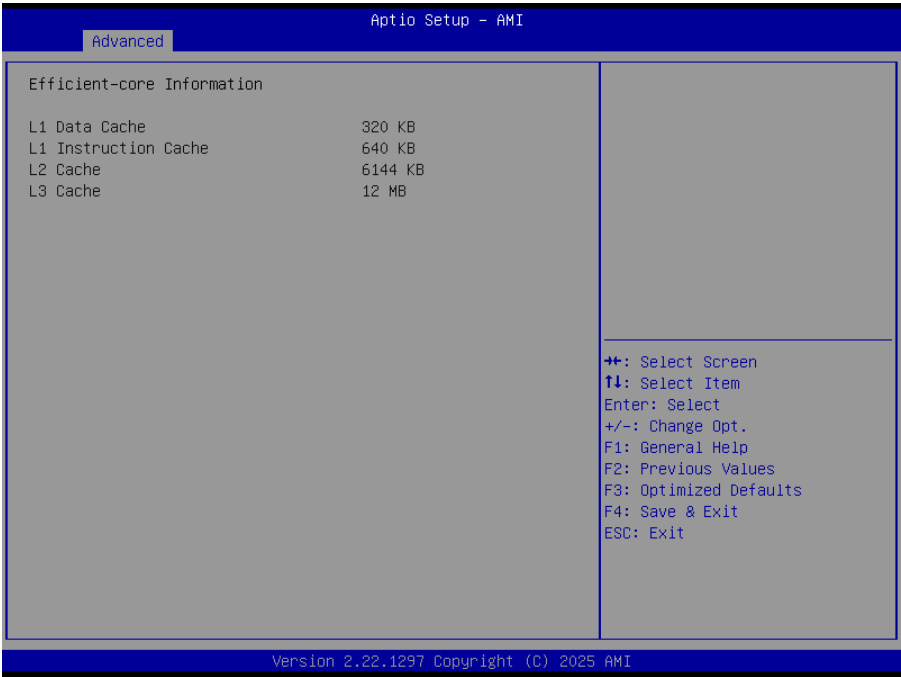 Aptio Setup - AMI
Advanced
Efficient-core Information
L1 Data Cache 320 KB
L1 Instruction Cache 640 KB
L2 Cache 6144 KB
L3 Cache 12 MB
→←: Select Screen
↑↓: Select Item
Enter: Select
+/-: Change Opt.
F1: General Help
F2: Previous Values
F3: Optimized Defaults
F4: Save & Exit
ESC: Exit
Version 2.22.1297 Copyright (C) 2025 AMI